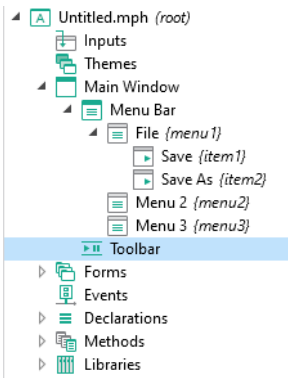 Untitled.mph (root)
Inputs
Themes
Main Window
Menu Bar
File {menu1}
Save {item1}
Save As {item2}
Menu 2 {menu2}
Menu 3 {menu3}
Toolbar
Forms
Events
Declarations
Methods
Libraries